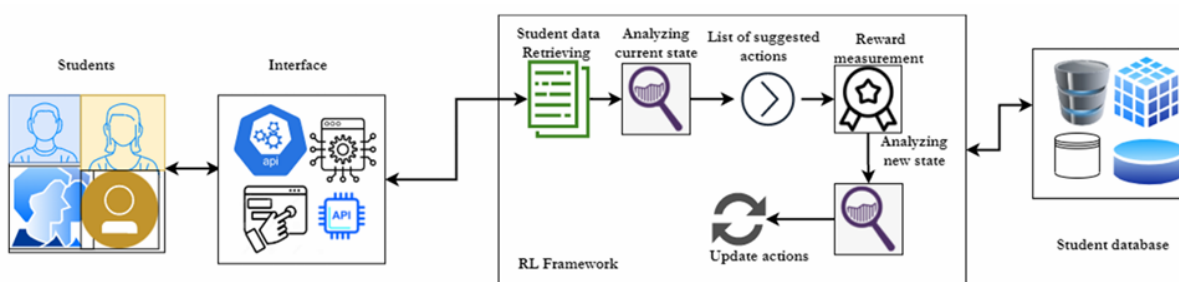 Students
Interface
Student data
Retrieving
Analyzing
current state
List of suggested
actions
Reward
measurement
api
API
Analyzing
new state
Update actions
RL Framework
Student database